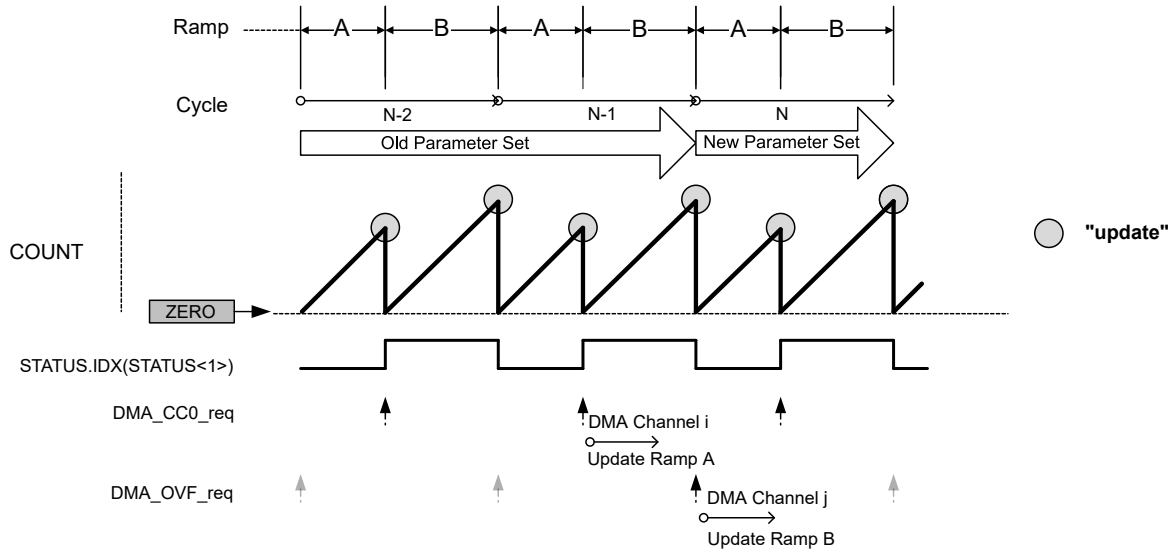 Ramp A B A B A B
Cycle
N-2 N-1 N
Old Parameter Set New Parameter Set
COUNT
"update"
ZERO
STATUS.IDX(STATUS<1>)
DMA_CC0_req
DMA Channel i
Update Ramp A
DMA_OVF_req
DMA Channel j
Update Ramp B